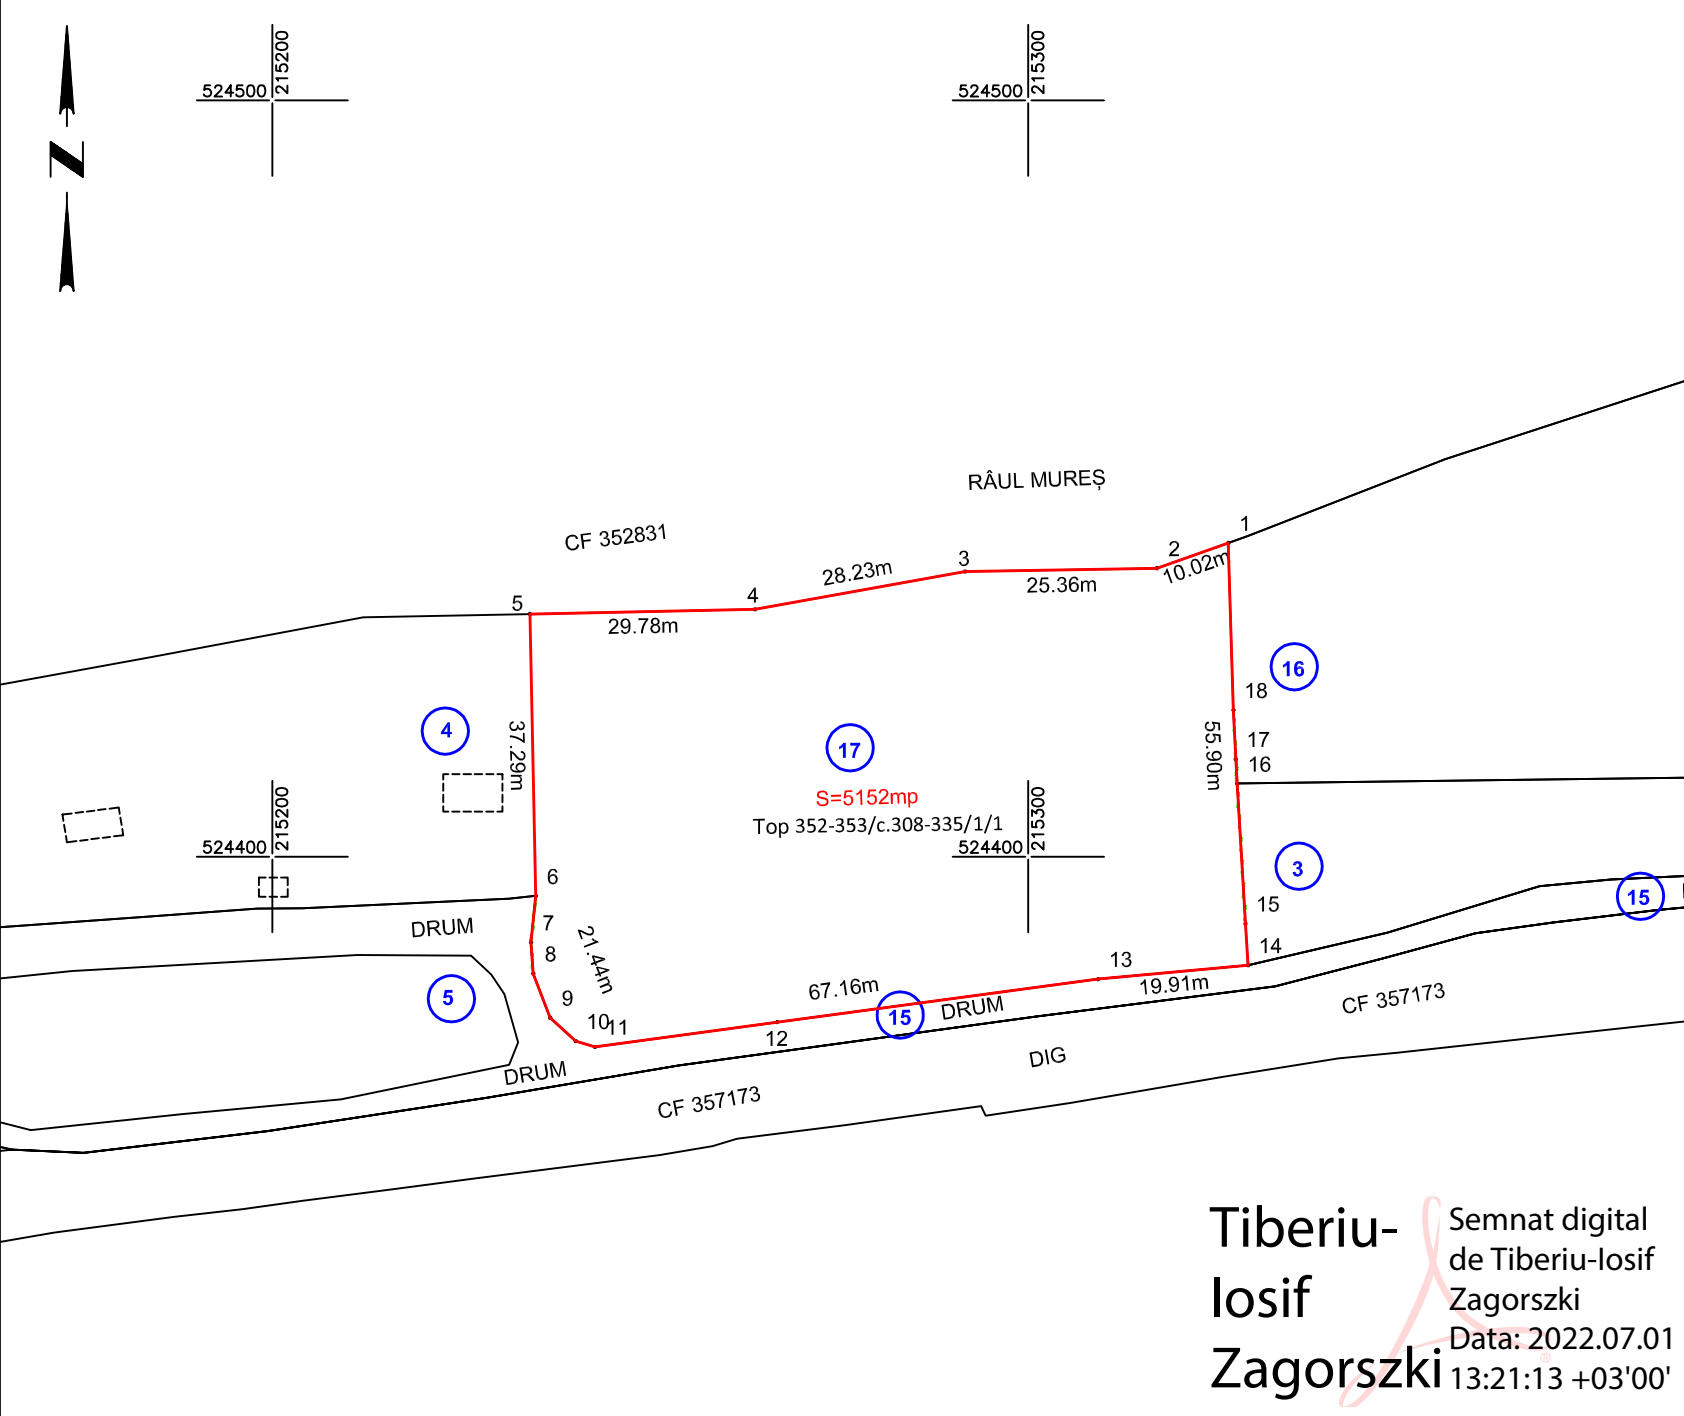 215200
524500
215300
524500
N
RÂUL MUREȘ
CF 352831
1
2
10.02m
3
25.36m
28.23m
4
5
29.78m
16
18
4
37.29m
17
55.90m
17
16
S=5152mp
Top 352-353/c.308-335/1/1
215200
524400
215300
524400
3
6
15
15
7
DRUM
21.44m
8
14
13
5
9
67.16m
19.91m
CF 357173
15
DRUM
10
11
12
DIG
DRUM
CF 357173
Tiberiu-
Iosif
Zagorszki
Semnat digital
de Tiberiu-Iosif
Zagorszki
Data: 2022.07.01
13:21:13 +03'00'